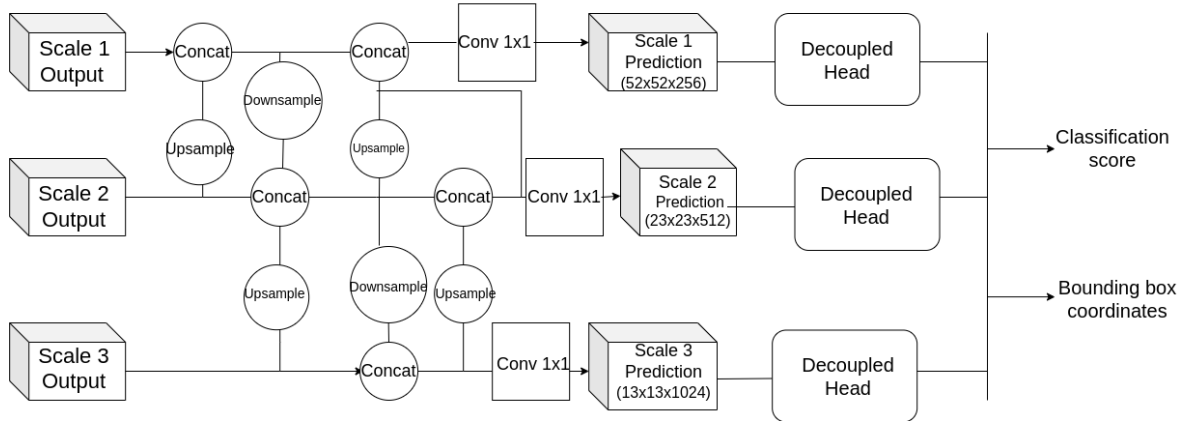 Scale 1
Output
Concat
Concat
Conv 1x1
Scale 1
Prediction
(52x52x256)
Decoupled
Head
Downsample
Upsample
Upsample
Classification
score
Scale 2
Output
Concat
Concat
Conv 1x1
Scale 2
Prediction
(23x23x512)
Decoupled
Head
Upsample
Downsample
Upsample
Bounding box
coordinates
Scale 3
Output
Concat
Conv 1x1
Scale 3
Prediction
(13x13x1024)
Decoupled
Head